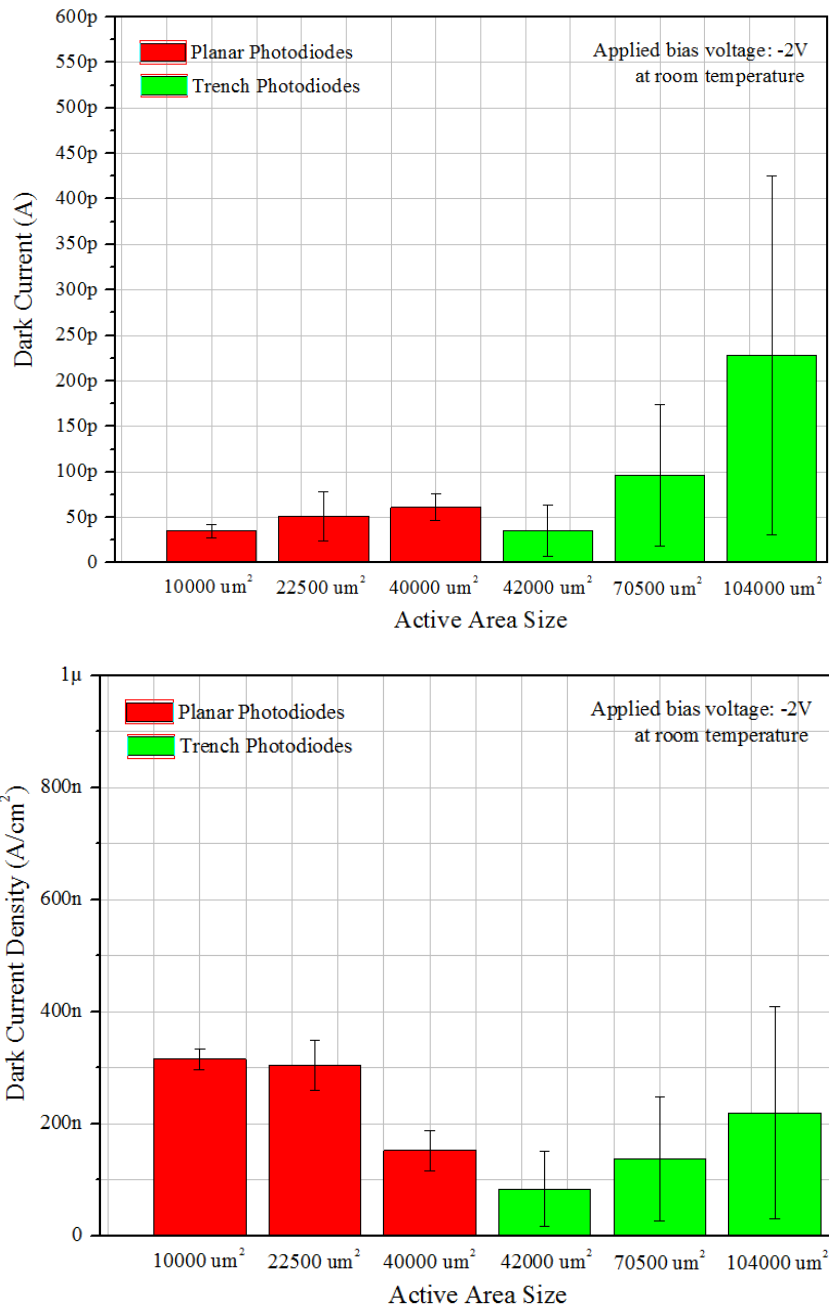 600p
550p
500p
450p
400p
350p
300p
250p
200p
150p
100p
50p
0
Dark Current (A)
Planar Photodiodes
Trench Photodiodes
Applied bias voltage: -2V
at room temperature
10000 um² 22500 um² 40000 um² 42000 um² 70500 um² 104000 um²
Active Area Size
1µ
800n
600n
400n
200n
0
Dark Current Density (A/cm²)
Planar Photodiodes
Trench Photodiodes
Applied bias voltage: -2V
at room temperature
10000 um² 22500 um² 40000 um² 42000 um² 70500 um² 104000 um²
Active Area Size